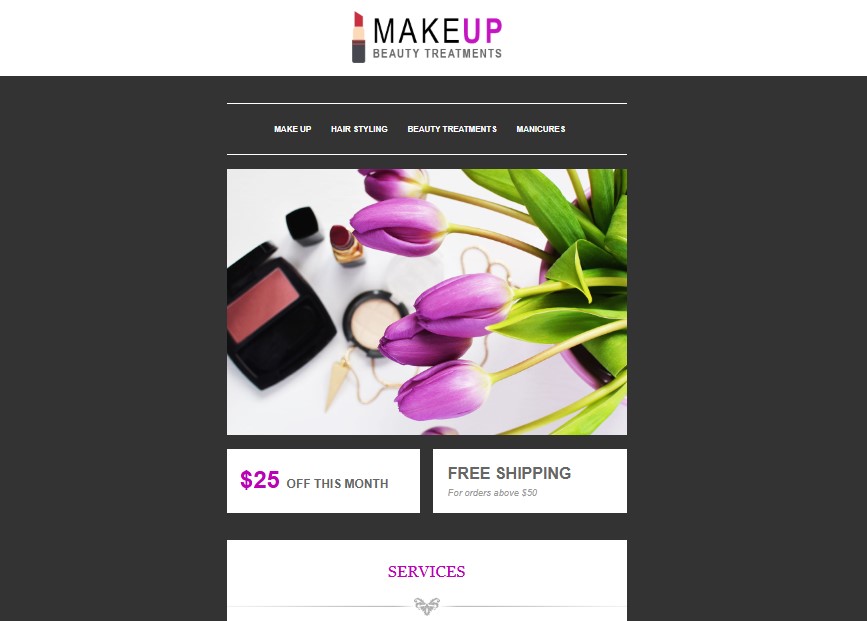 MAKEUP
BEAUTY TREATMENTS
MAKE UP HAIR STYLING BEAUTY TREATMENTS MANICURES
$25 OFF THIS MONTH
FREE SHIPPING
For orders above $50
SERVICES